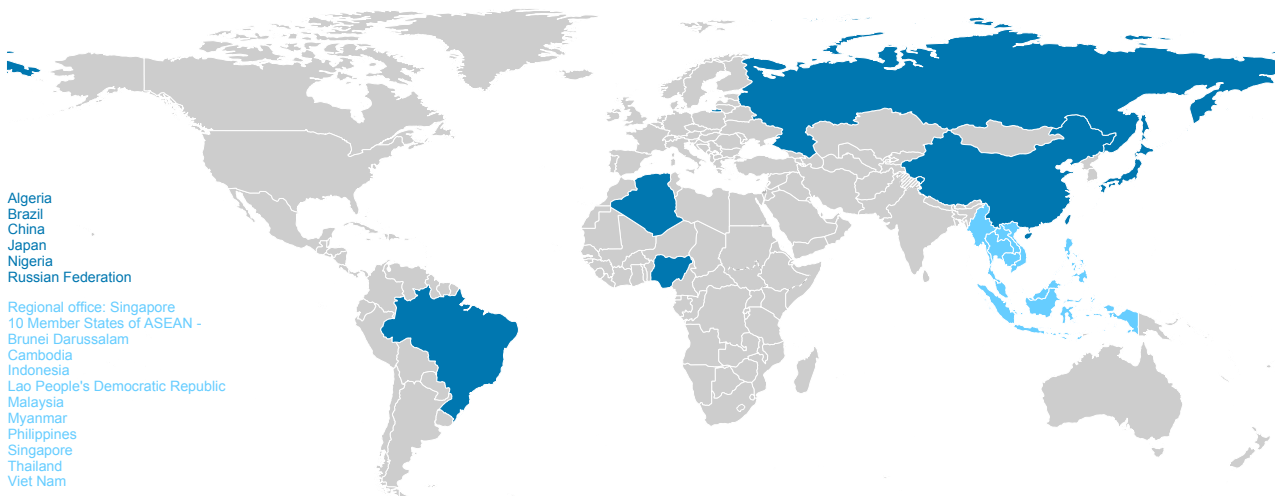 Algeria
Brazil
China
Japan
Nigeria
Russian Federation
Regional office: Singapore
10 Member States of ASEAN -
Brunei Darussalam
Cambodia
Indonesia
Lao People's Democratic Republic
Malaysia
Myanmar
Philippines
Singapore
Thailand
Viet Nam